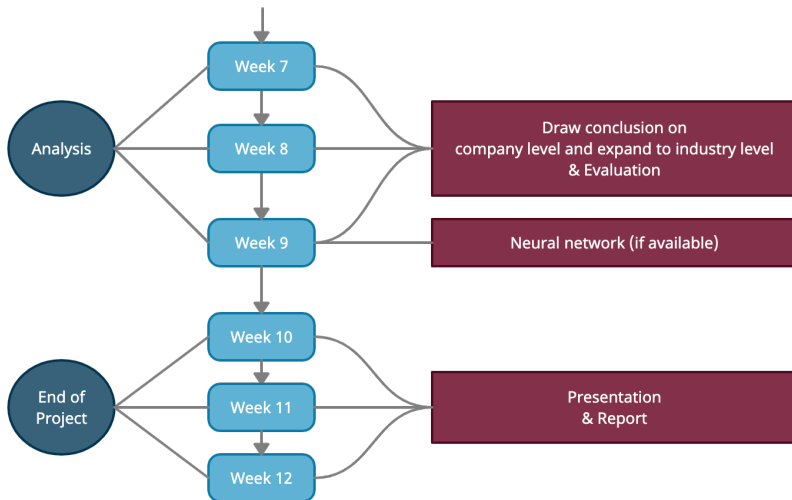 Week 7
Analysis
Week 8
Draw conclusion on
company level and expand to industry level
& Evaluation
Week 9
Neural network (if available)
Week 10
End of
Project
Week 11
Presentation
& Report
Week 12